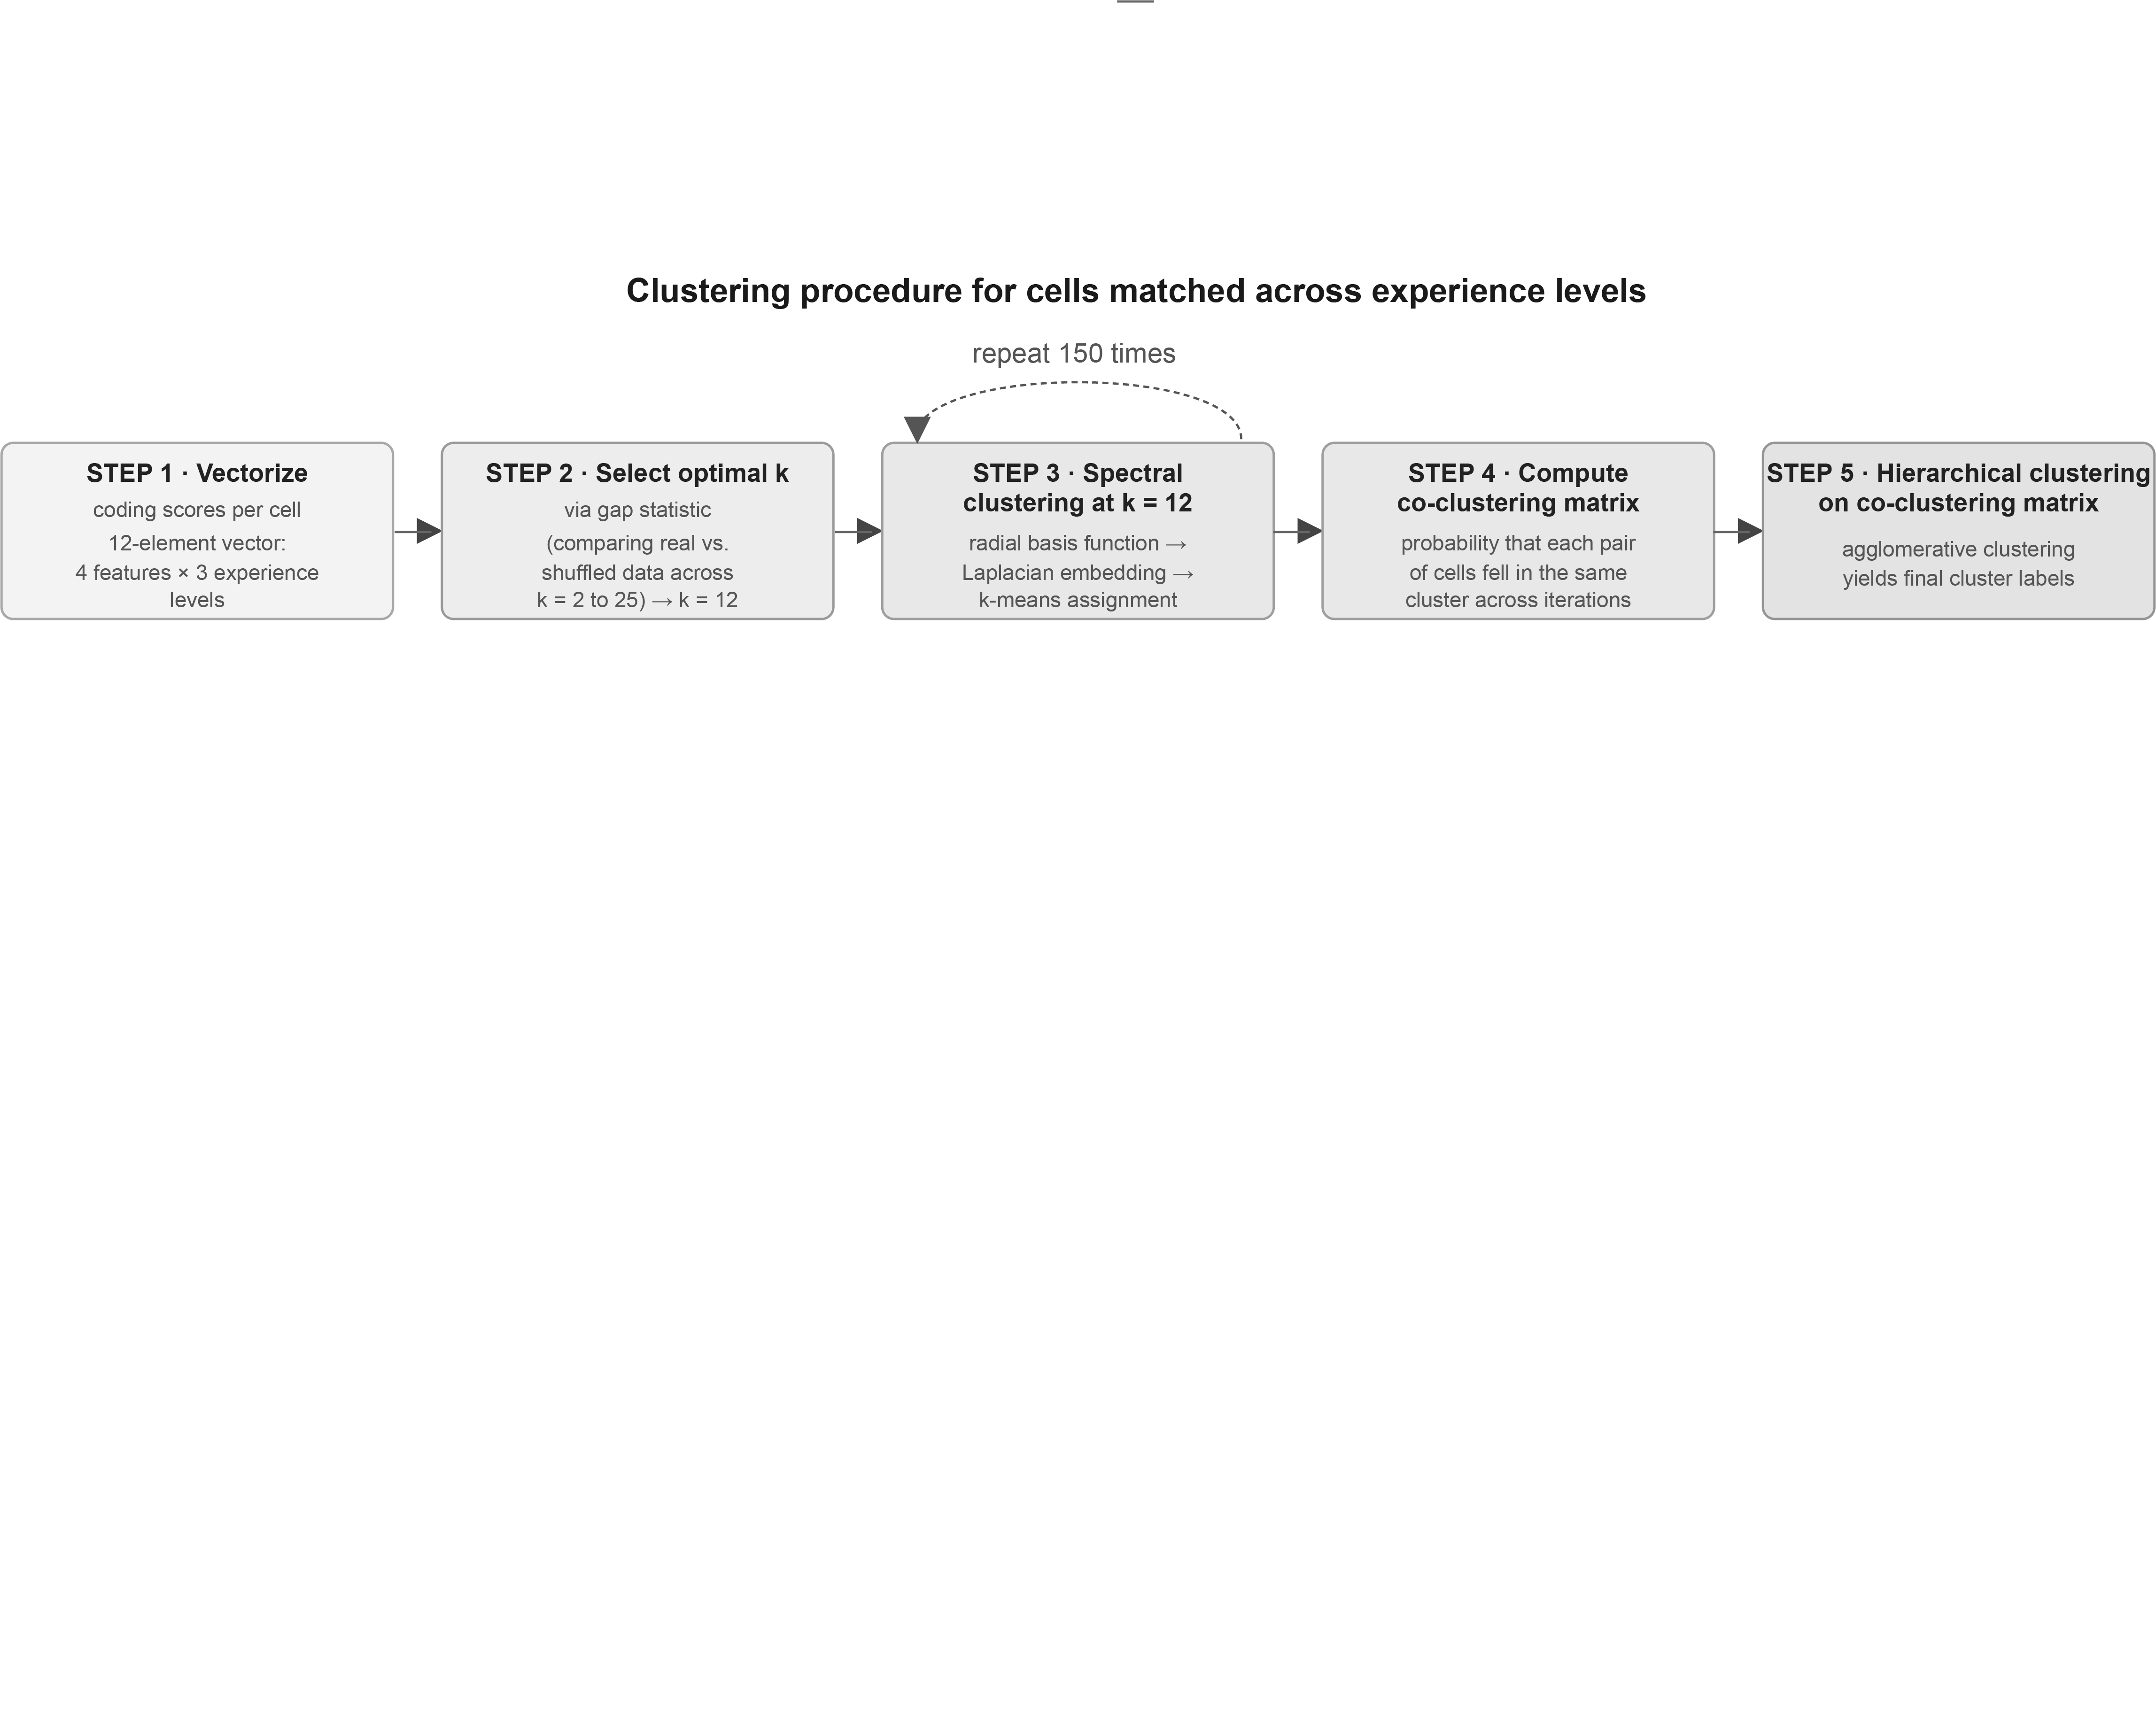 Clustering procedure for cells matched across experience levels
repeat 150 times
STEP 1 · Vectorize
coding scores per cell
12-element vector:
4 features × 3 experience
levels
STEP 2 · Select optimal k
via gap statistic
(comparing real vs.
shuffled data across
k = 2 to 25) → k = 12
STEP 3 · Spectral
clustering at k = 12
radial basis function →
Laplacian embedding →
k-means assignment
STEP 4 · Compute
co-clustering matrix
probability that each pair
of cells fell in the same
cluster across iterations
STEP 5 · Hierarchical clustering
on co-clustering matrix
agglomerative clustering
yields final cluster labels